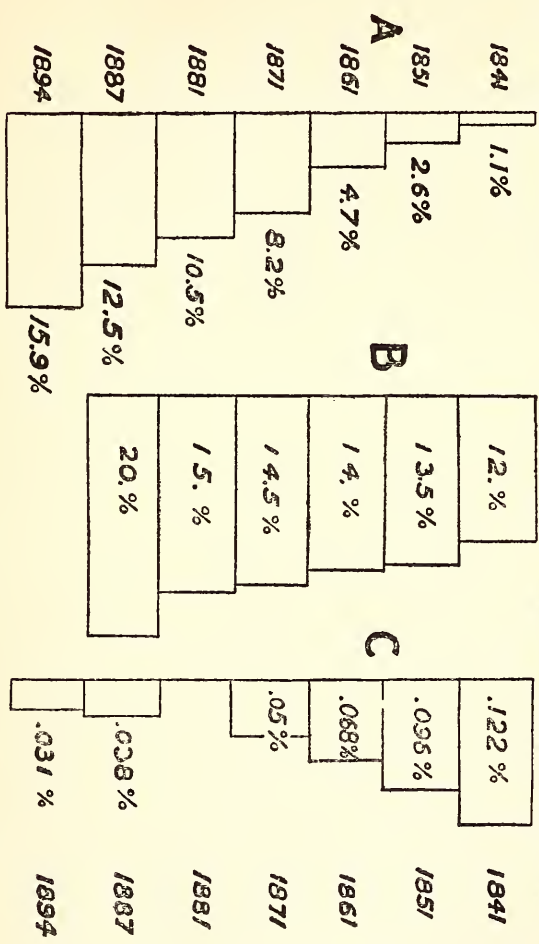 1841 1.1% 12.% .122% 1841
1851 2.6% 13.5% .096% 1851
A B C
1861 4.7% 14.% .068% 1861
1871 8.2% 14.5% .05% 1871
1881 10.5% 15.% 1881
1887 12.5% 20.% .038% 1887
1894 15.9% .031% 1894